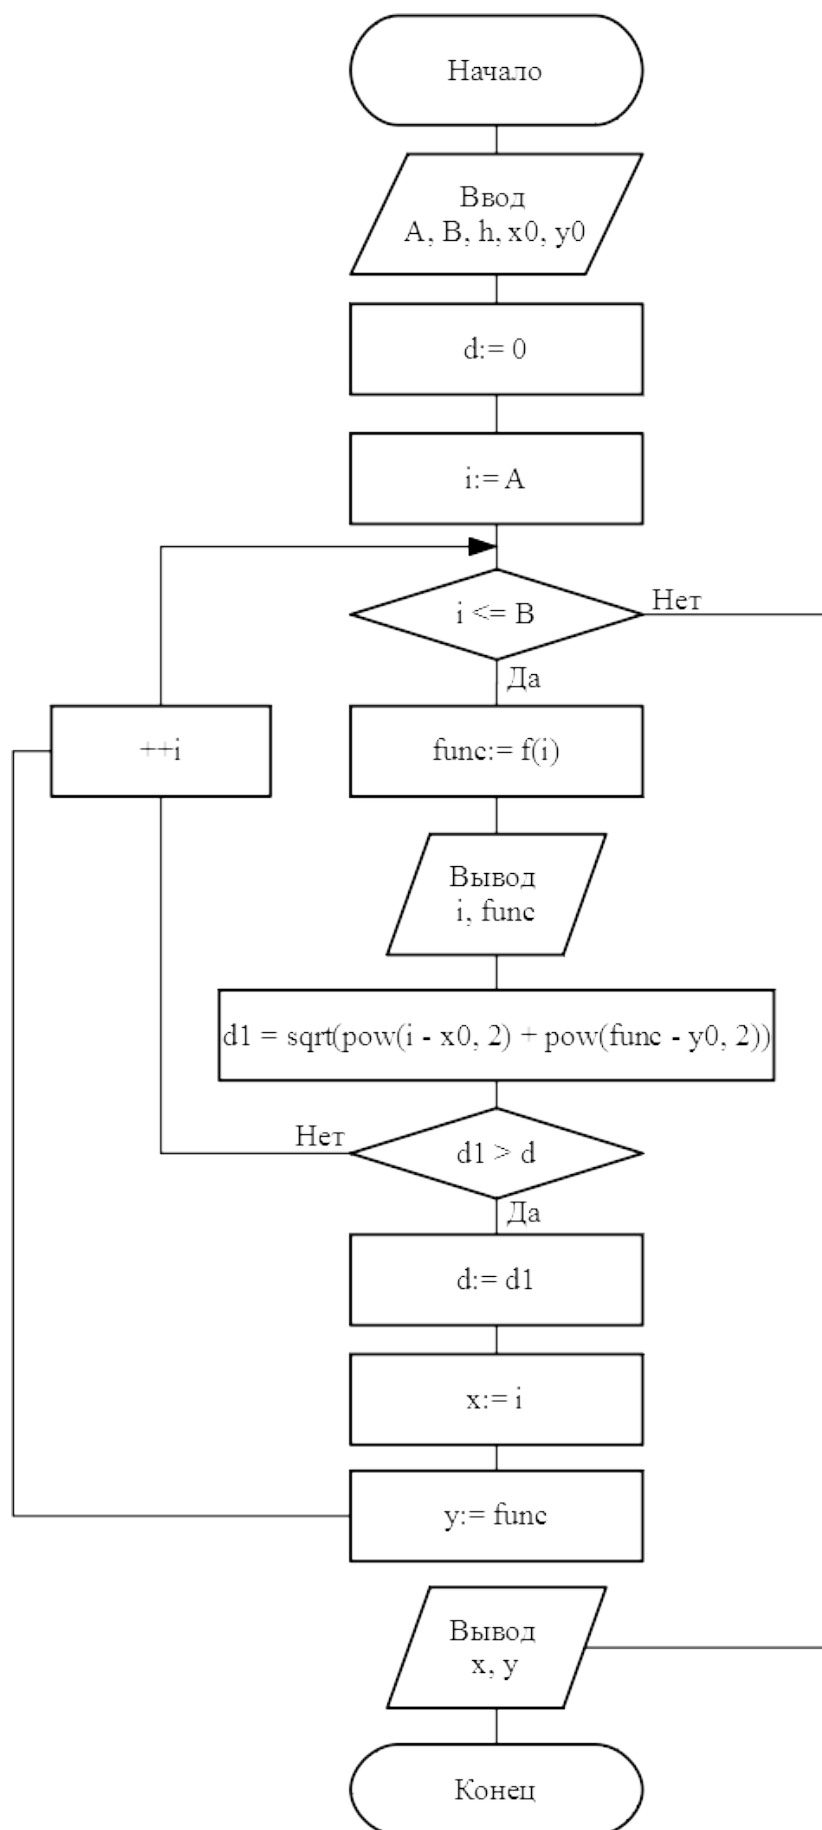 Начало
Ввод
A, B, h, x0, y0
d:= 0
i:= A
i <= B
Нет
Да
++i
func:= f(i)
Вывод
i, func
d1 = sqrt(pow(i - x0, 2) + pow(func - y0, 2))
Нет
d1 > d
Да
d:= d1
x:= i
y:= func
Вывод
x, y
Конец